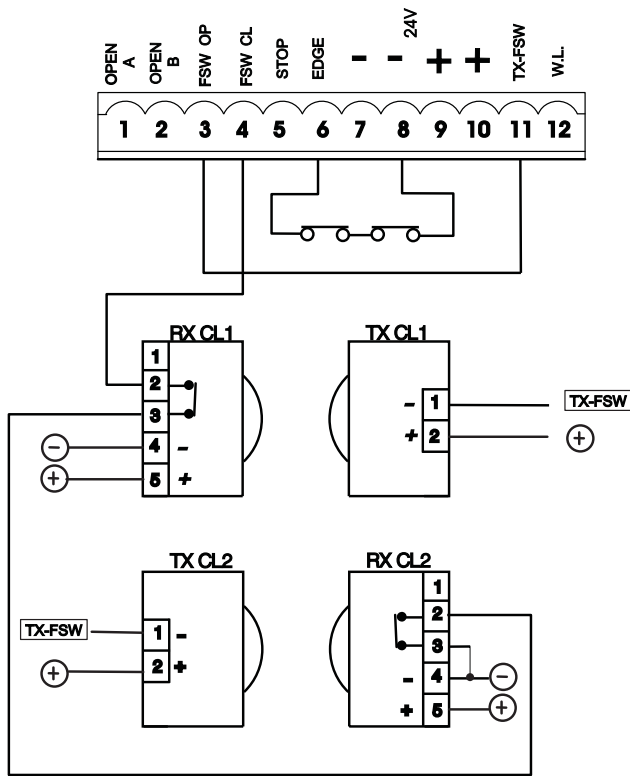 OPEN A
OPEN B
FSW OP
FSW CL
STOP
EDGE
-
- 24V
+
+
TX-FSW
W.L.
1 2 3 4 5 6 7 8 9 10 11 12
RX CL1
1
2
3
- 4 -
+ 5 +
TX CL1
- 1 TX-FSW
+ 2 +
TX CL2
TX-FSW 1 -
+ 2 +
RX CL2
1
2
3
- 4 -
+ 5 +